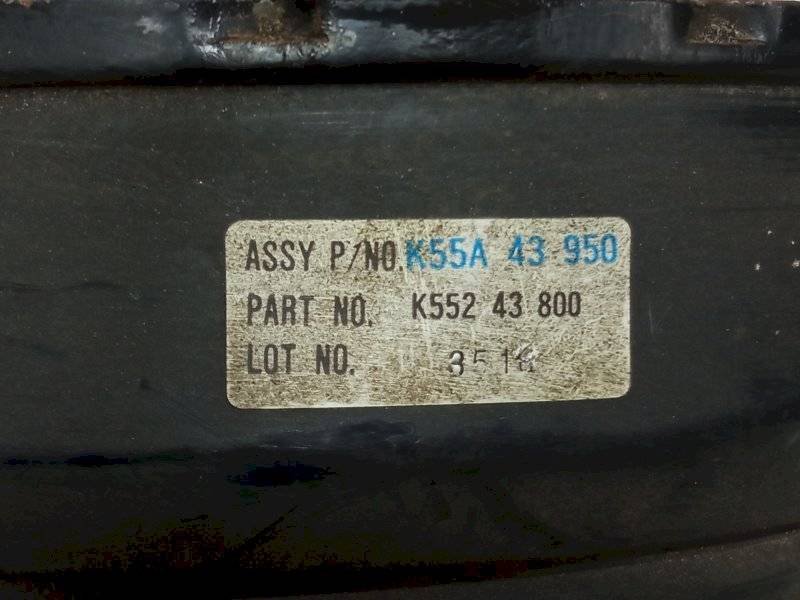 ASSY P/NO. K55A 43 950
PART NO. K552 43 800
LOT NO.